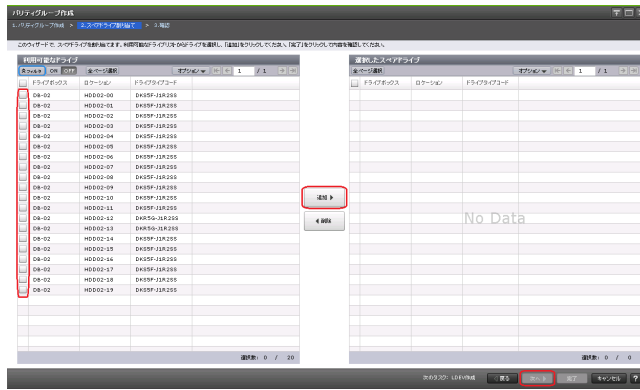 パリティグループ作成
1.パリティグループ作成 > 2.スペアドライブ割り当て > 3.確認
このウィザードで、スペアドライブを割り当てます。利用可能なドライブリストからドライブを選択し、[追加]をクリックしてください。[完了]をクリックして内容を確認してください。
利用可能なドライブ
ON OFF 全ページ選択 オプション 1 / 1
ドライブボックス ロケーション ドライブタイプコード
DB-02 HDD02-00 DKS5F-J1R2SS
DB-02 HDD02-01 DKS5F-J1R2SS
DB-02 HDD02-02 DKS5F-J1R2SS
DB-02 HDD02-03 DKS5F-J1R2SS
DB-02 HDD02-04 DKS5F-J1R2SS
DB-02 HDD02-05 DKS5F-J1R2SS
DB-02 HDD02-06 DKS5F-J1R2SS
DB-02 HDD02-07 DKS5F-J1R2SS
DB-02 HDD02-08 DKS5F-J1R2SS
DB-02 HDD02-09 DKS5F-J1R2SS
DB-02 HDD02-10 DKS5F-J1R2SS
DB-02 HDD02-11 DKS5F-J1R2SS
DB-02 HDD02-12 DKR5G-J1R2SS
DB-02 HDD02-13 DKR5G-J1R2SS
DB-02 HDD02-14 DKS5F-J1R2SS
DB-02 HDD02-15 DKS5F-J1R2SS
DB-02 HDD02-16 DKS5F-J1R2SS
DB-02 HDD02-17 DKS5F-J1R2SS
DB-02 HDD02-18 DKS5F-J1R2SS
DB-02 HDD02-19 DKS5F-J1R2SS
選択数: 0 / 20
追加
削除
選択したスペアドライブ
全ページ選択 オプション 1 / 1
ドライブボックス ロケーション ドライブタイプコード
No Data
選択数: 0 / 0
次のタスク: LDEV作成 戻る 次へ 完了 キャンセル ?